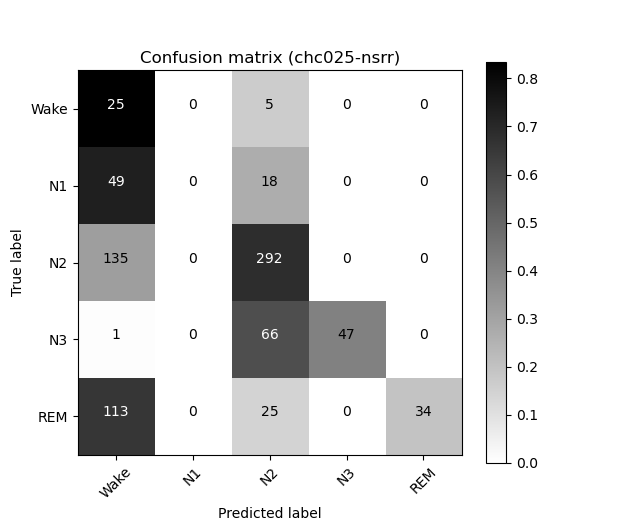 Confusion matrix (chc025-nsrr)
Wake 25 0 5 0 0
N1 49 0 18 0 0
N2 135 0 292 0 0
N3 1 0 66 47 0
REM 113 0 25 0 34
Wake N1 N2 N3 REM
Predicted label
True label
0.8
0.7
0.6
0.5
0.4
0.3
0.2
0.1
0.0